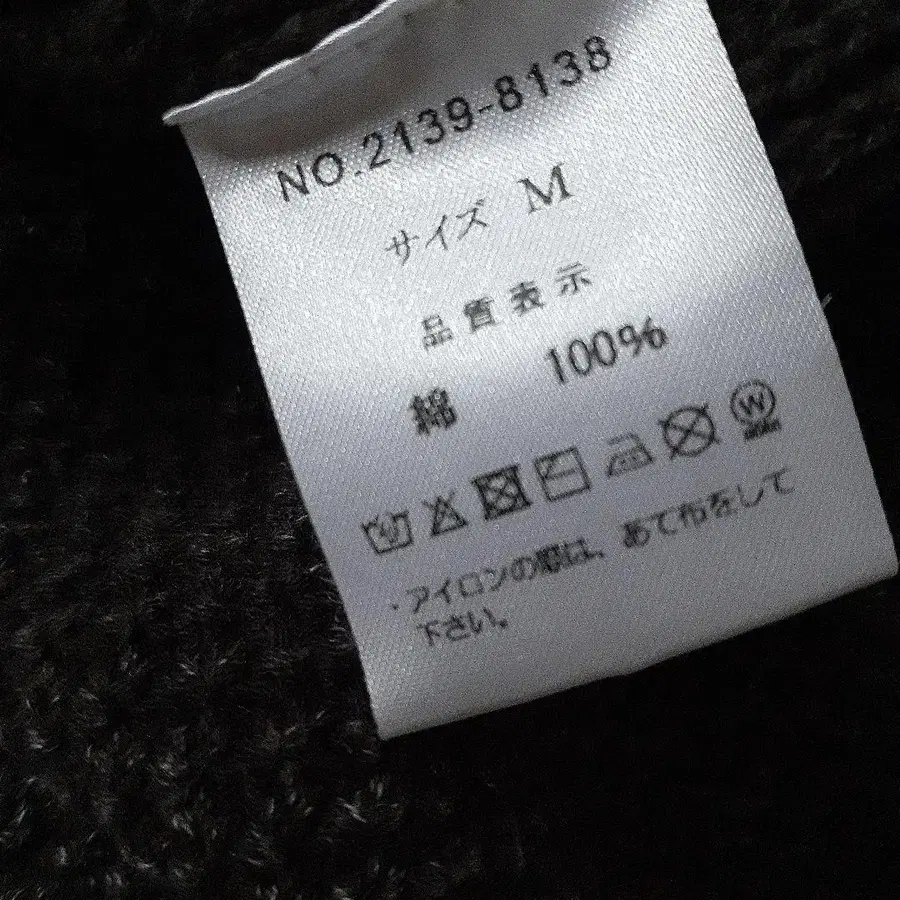 NO.2139-8138
サイズ M
品質表示
綿 100%
W
・アイロンの際は、あて布をして
下さい。